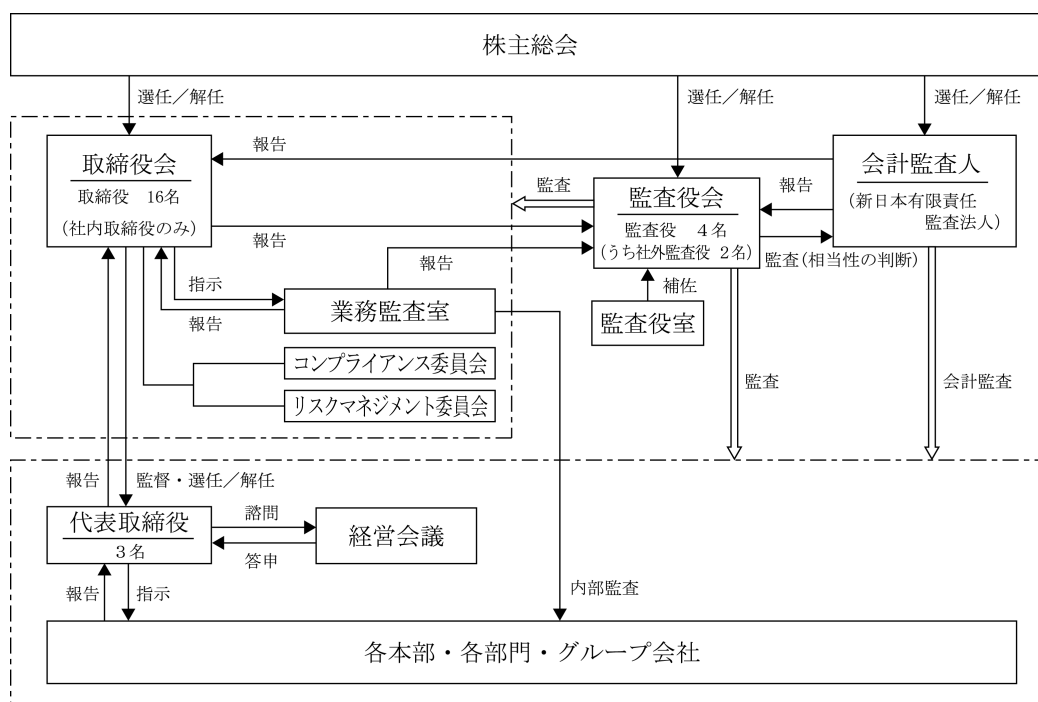 株主総会
選任／解任
選任／解任
選任／解任
取締役会
取締役　16名
(社内取締役のみ)
報告
会計監査人
(新日本有限責任
監査法人)
監査
監査役会
監査役　4名
(うち社外監査役 2名)
報告
報告
監査(相当性の判断)
報告
指示
報告
業務監査室
補佐
監査役室
コンプライアンス委員会
リスクマネジメント委員会
監査
会計監査
報告
監督・選任／解任
代表取締役
3名
諮問
答申
経営会議
報告
指示
内部監査
各本部・各部門・グループ会社